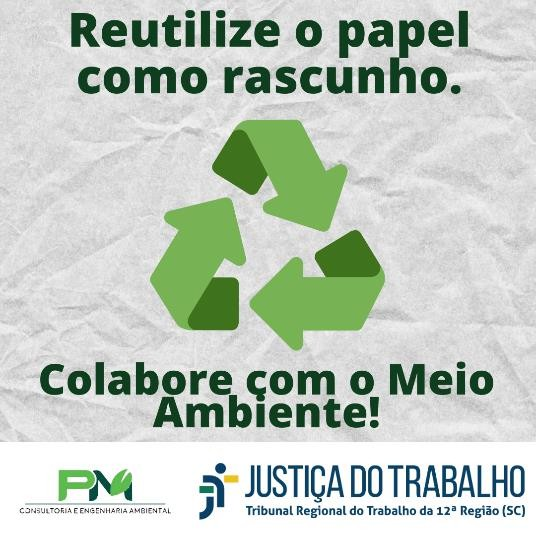 Reutilize o papel
como rascunho.
Colabore com o Meio
Ambiente!
PM
CONSULTORIA E ENGENHARIA AMBIENTAL
JUSTIÇA DO TRABALHO
Tribunal Regional do Trabalho da 12ª Região (SC)